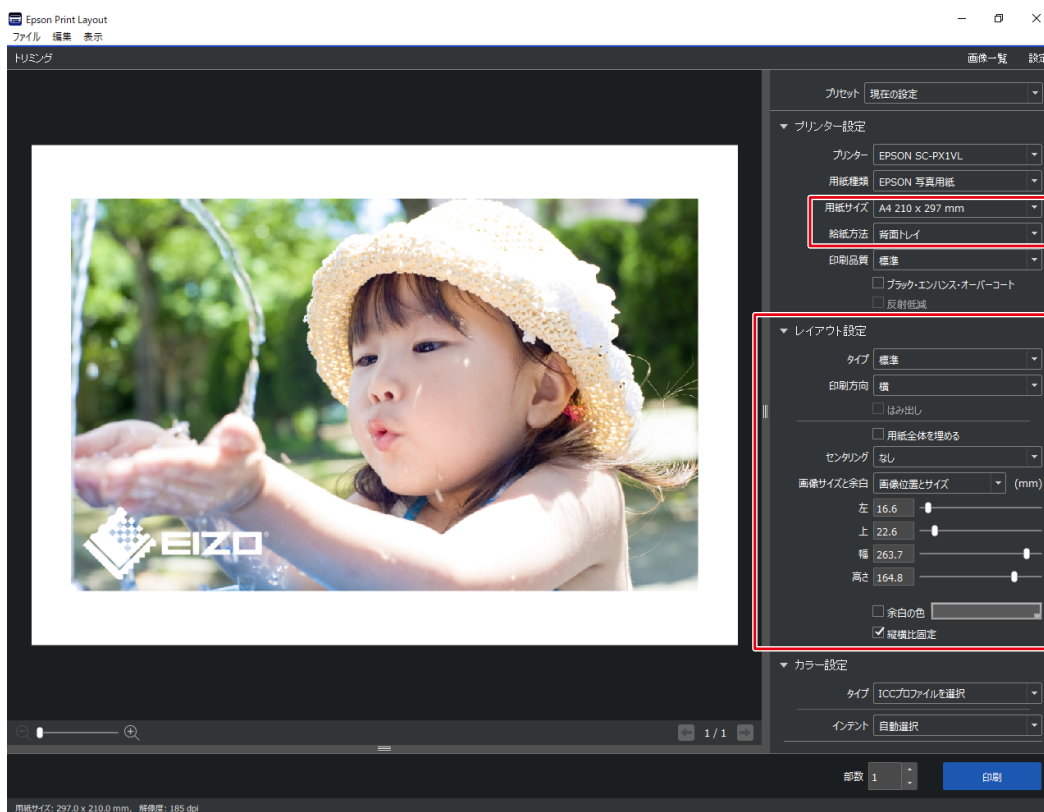 Epson Print Layout
ファイル 編集 表示
トリミング 画像一覧 設定
プリセット 現在の設定
プリンター設定
プリンター EPSON SC-PX1VL
用紙種類 EPSON 写真用紙
用紙サイズ A4 210 x 297 mm
給紙方法 背面トレイ
印刷品質 標準
ブラック・エンハンス・オーバーコート
反射低減
レイアウト設定
タイプ 標準
印刷方向 横
はみ出し
用紙全体を埋める
センタリング なし
画像サイズと余白 画像位置とサイズ (mm)
左 16.6
上 22.6
幅 263.7
高さ 164.8
余白の色
縦横比固定
EIZO
カラー設定
タイプ ICCプロファイルを選択
インテント 自動選択
1 / 1
部数 1 印刷
用紙サイズ: 297.0 x 210.0 mm, 解像度: 185 dpi